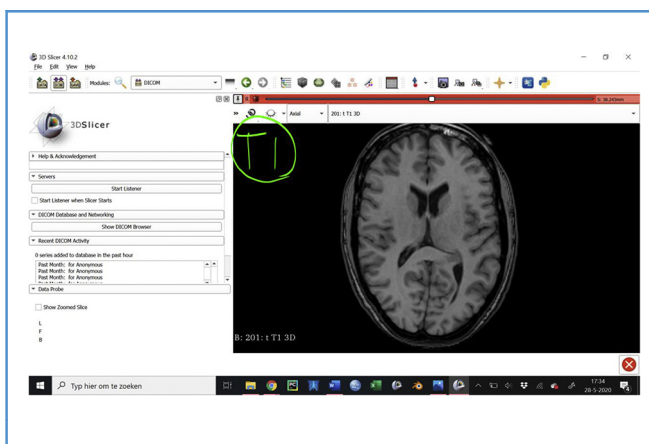 3D Slicer 4.10.2
File Edit View Help
Modules: DICOM
B S: 38.243mm
3DSlicer
Axial 201: t T1 3D
T1
Help & Acknowledgement
Servers
Start Listener
Start Listener when Slicer Starts
DICOM Database and Networking
Show DICOM Browser
Recent DICOM Activity
0 series added to database in the past hour
Past Month: for Anonymous
Past Month: for Anonymous
Past Month: for Anonymous
Data Probe
Show Zoomed Slice
L
F
B
B: 201: t T1 3D
Typ hier om te zoeken
17:34
28-5-2020